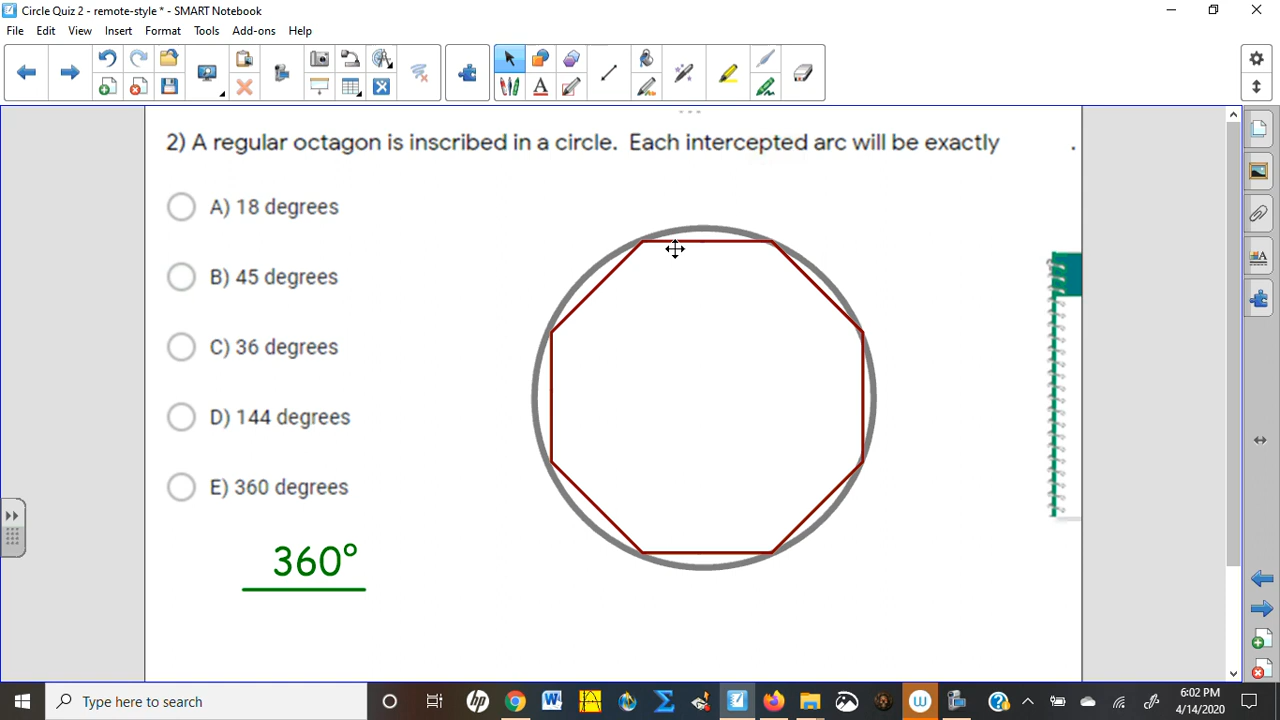 Circle Quiz 2 - remote-style * - SMART Notebook
File Edit View Insert Format Tools Add-ons Help
2) A regular octagon is inscribed in a circle. Each intercepted arc will be exactly .
A) 18 degrees
B) 45 degrees
C) 36 degrees
D) 144 degrees
E) 360 degrees
360°
Type here to search
6:02 PM
4/14/2020